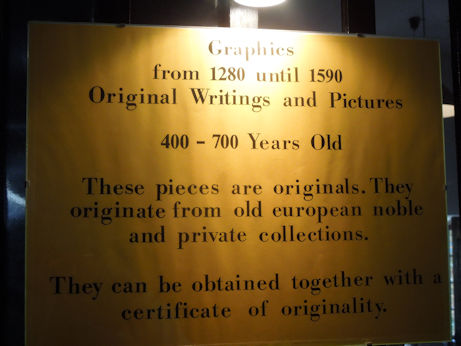 Graphics
from 1280 until 1590
Original Writings and Pictures
400 - 700 Years Old
These pieces are originals. They
originate from old european noble
and private collections.
They can be obtained together with a
certificate of originality.